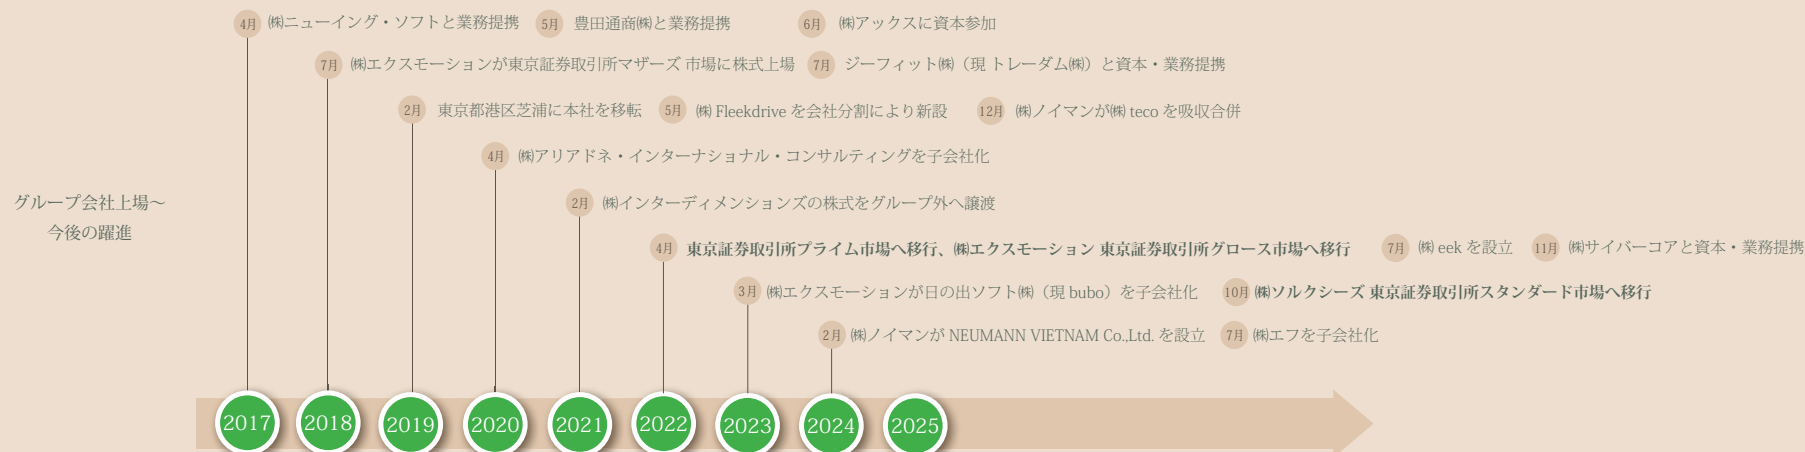 4月 ㈱ニューイング・ソフトと業務提携 5月 豊田通商㈱と業務提携 6月 ㈱アックスに資本参加
7月 ㈱エクスモーションが東京証券取引所マザーズ 市場に株式上場 7月 ジーフィット㈱（現 トレーダム㈱）と資本・業務提携
2月 東京都港区芝浦に本社を移転 5月 ㈱ Fleekdrive を会社分割により新設 12月 ㈱ノイマンが㈱ teco を吸収合併
4月 ㈱アリアドネ・インターナショナル・コンサルティングを子会社化
グループ会社上場～
今後の躍進
2月 ㈱インターディメンションズの株式をグループ外へ譲渡
4月 東京証券取引所プライム市場へ移行、㈱エクスモーション 東京証券取引所グロース市場へ移行 7月 ㈱ eek を設立 11月 ㈱サイバーコアと資本・業務提携
3月 ㈱エクスモーションが日の出ソフト㈱（現 bubo）を子会社化 10月 ㈱ソルクシーズ 東京証券取引所スタンダード市場へ移行
2月 ㈱ノイマンが NEUMANN VIETNAM Co.,Ltd. を設立 7月 ㈱エフを子会社化
2017 2018 2019 2020 2021 2022 2023 2024 2025